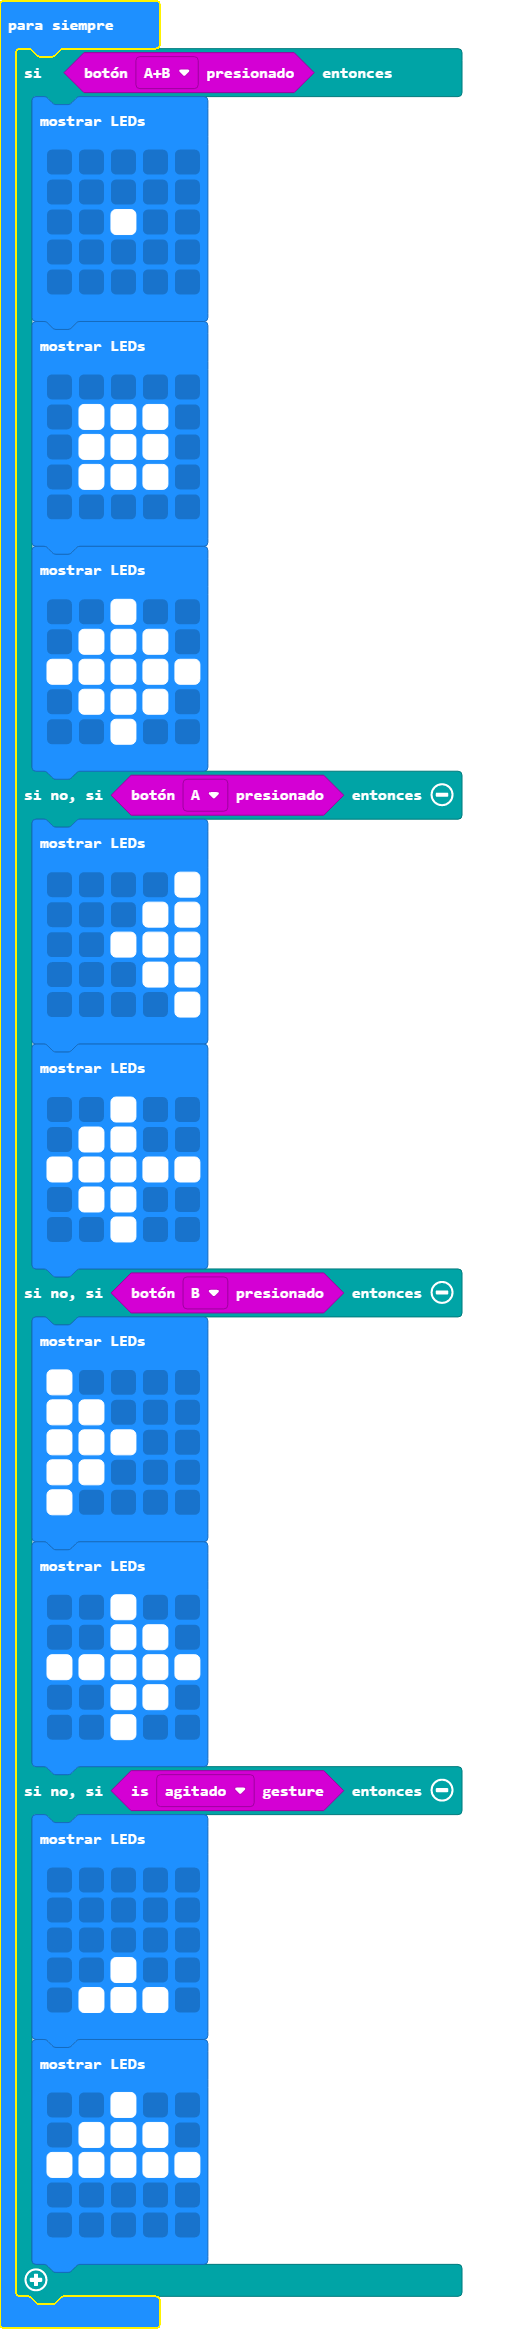 para siempre
si botón A+B presionado entonces
mostrar LEDs
mostrar LEDs
mostrar LEDs
si no, si botón A presionado entonces
mostrar LEDs
mostrar LEDs
si no, si botón B presionado entonces
mostrar LEDs
mostrar LEDs
si no, si is agitado gesture entonces
mostrar LEDs
mostrar LEDs